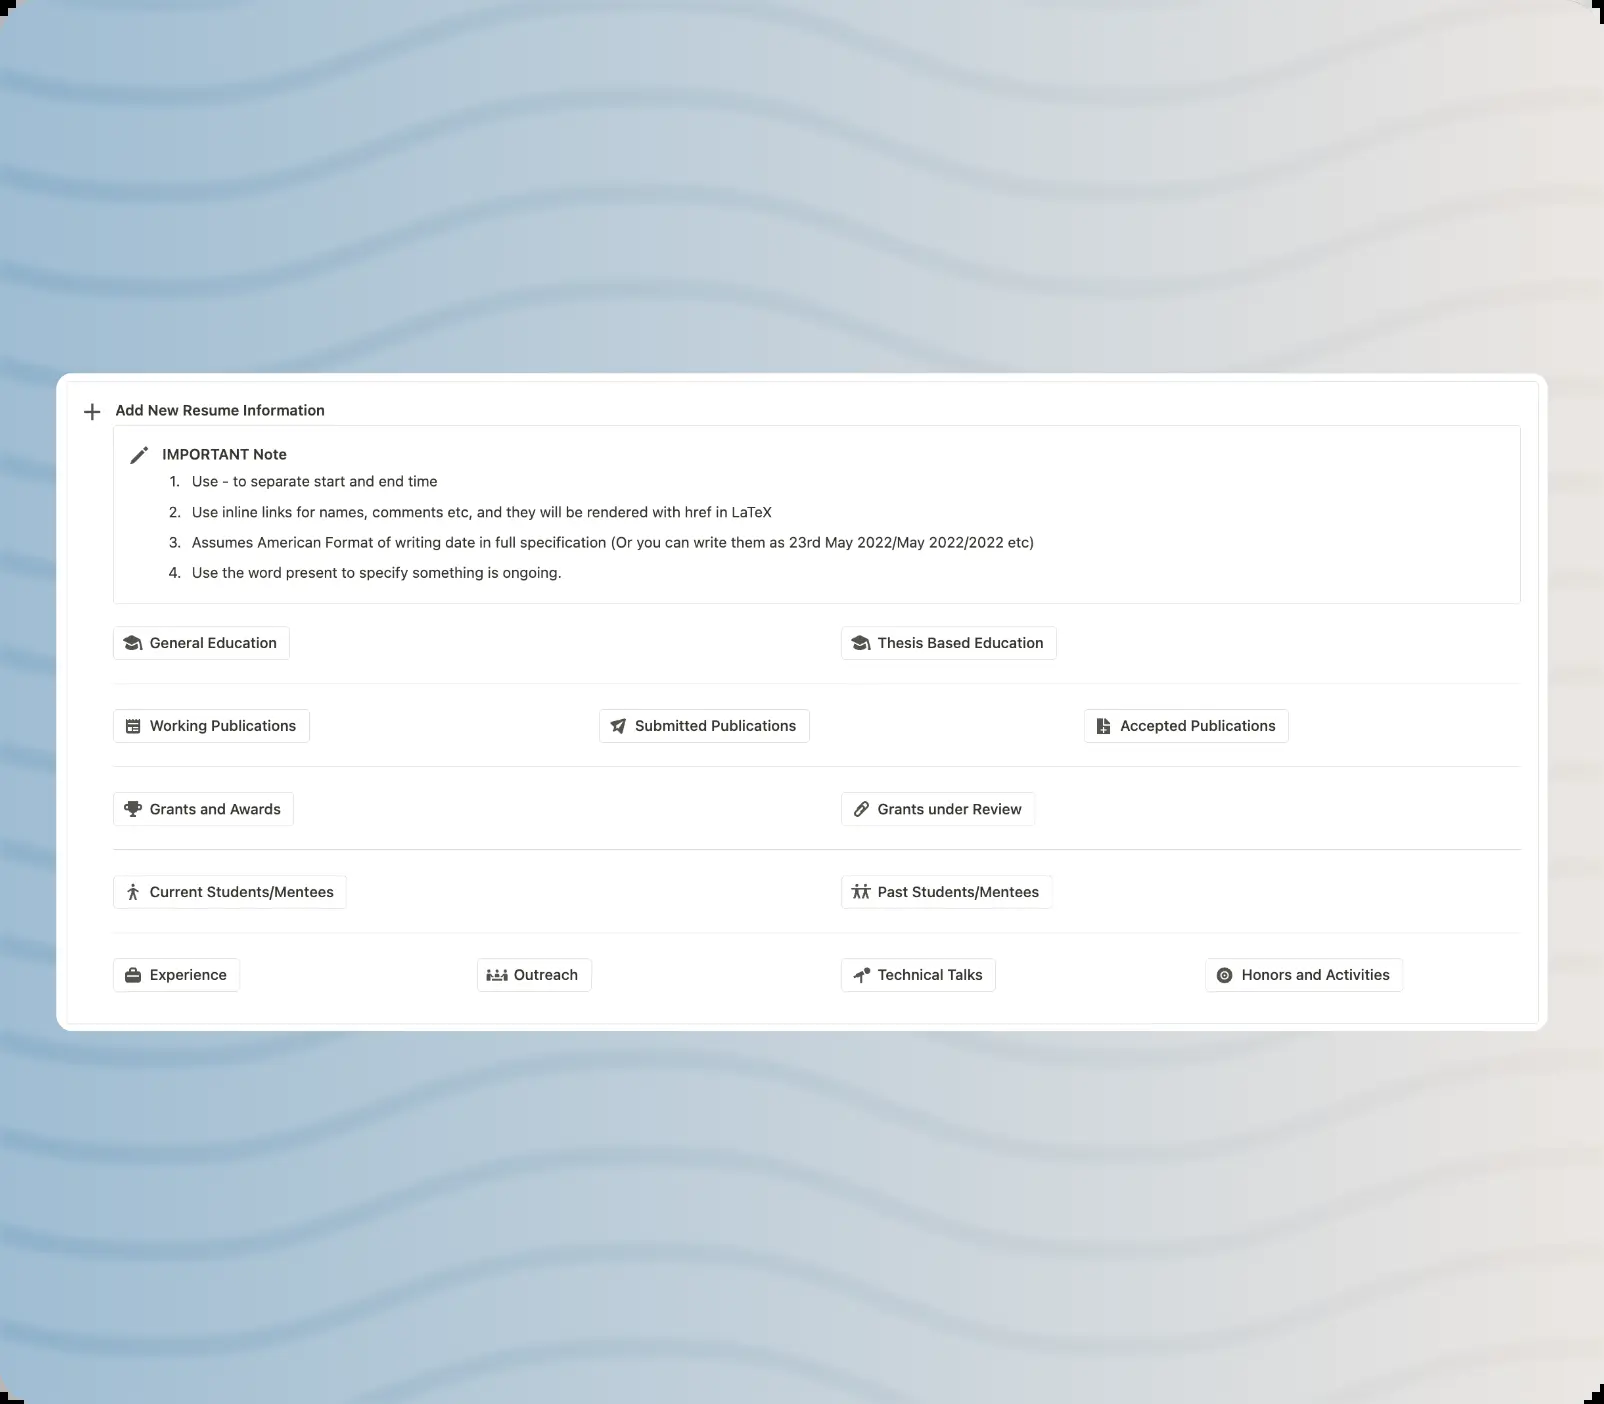 Add New Resume Information
IMPORTANT Note
1. Use - to separate start and end time
2. Use inline links for names, comments etc, and they will be rendered with href in LaTeX
3. Assumes American Format of writing date in full specification (Or you can write them as 23rd May 2022/May 2022/2022 etc)
4. Use the word present to specify something is ongoing.
General Education
Thesis Based Education
Working Publications
Submitted Publications
Accepted Publications
Grants and Awards
Grants under Review
Current Students/Mentees
Past Students/Mentees
Experience
Outreach
Technical Talks
Honors and Activities